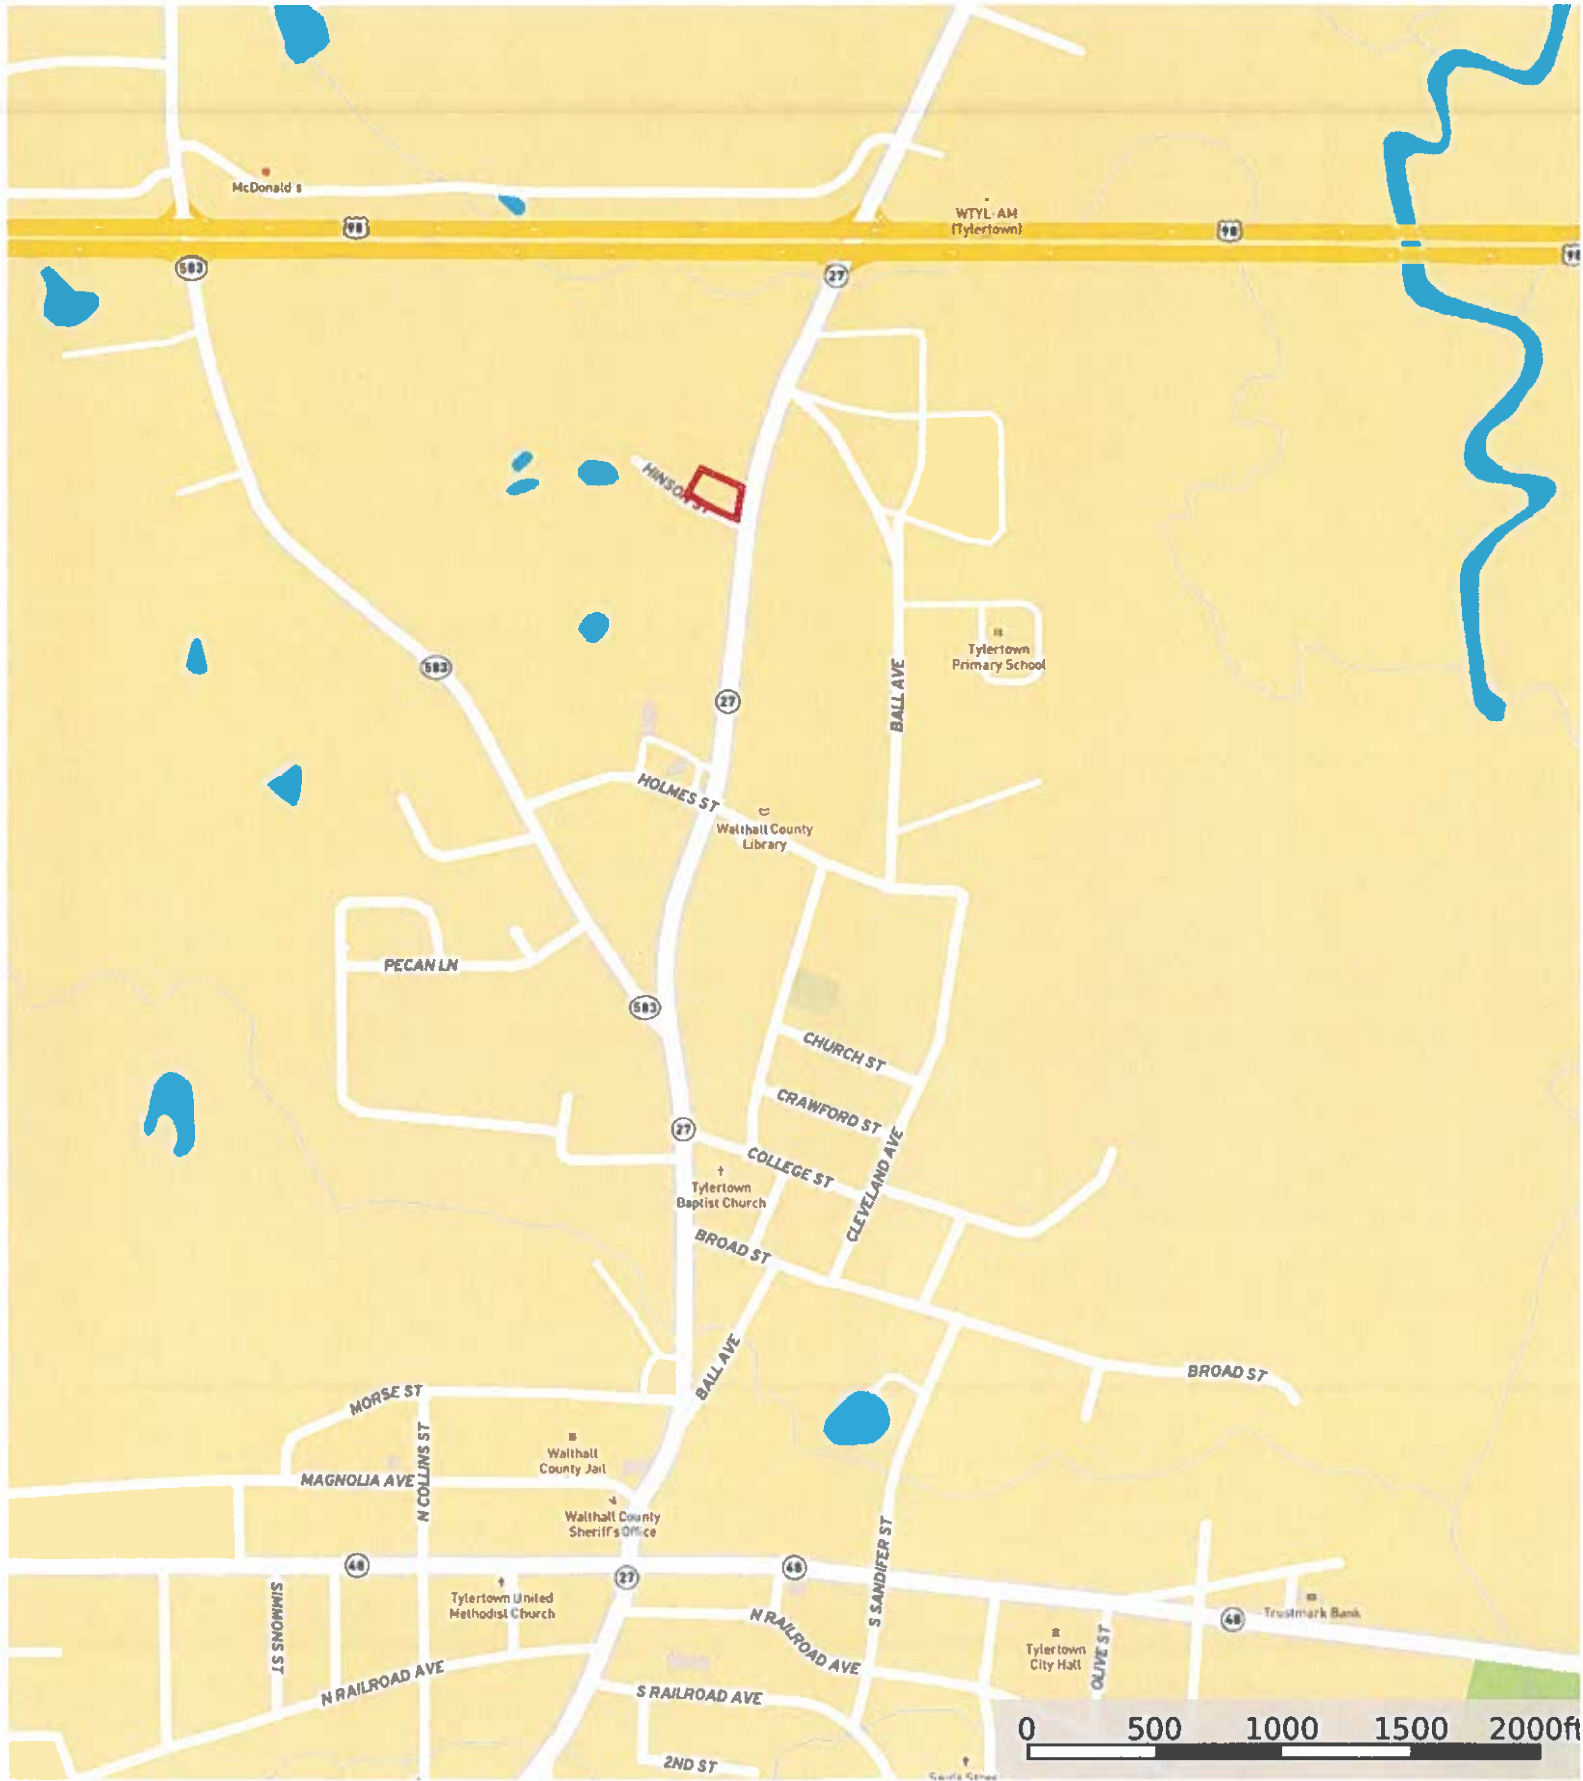 McDonald s
WTYL-AM
(Tylertown)
98
98
98
583
27
HINSON ST
583
Tylertown
Primary School
BALL AVE
27
HOLMES ST
Walthall County
Library
PECAN LN
583
CHURCH ST
CRAWFORD ST
27
COLLEGE ST
CLEVELAND AVE
Tylertown
Baptist Church
BROAD ST
BALL AVE
BROAD ST
MORSE ST
N COLLINS ST
Walthall
County Jail
MAGNOLIA AVE
Walthall County
Sheriff's Office
S SANDIFER ST
48
27
48
48
Tylertown United
Methodist Church
SIMMONS ST
N RAILROAD AVE
Trustmark Bank
Tylertown
City Hall
OLIVE ST
N RAILROAD AVE
S RAILROAD AVE
2ND ST
0 500 1000 1500 2000ft